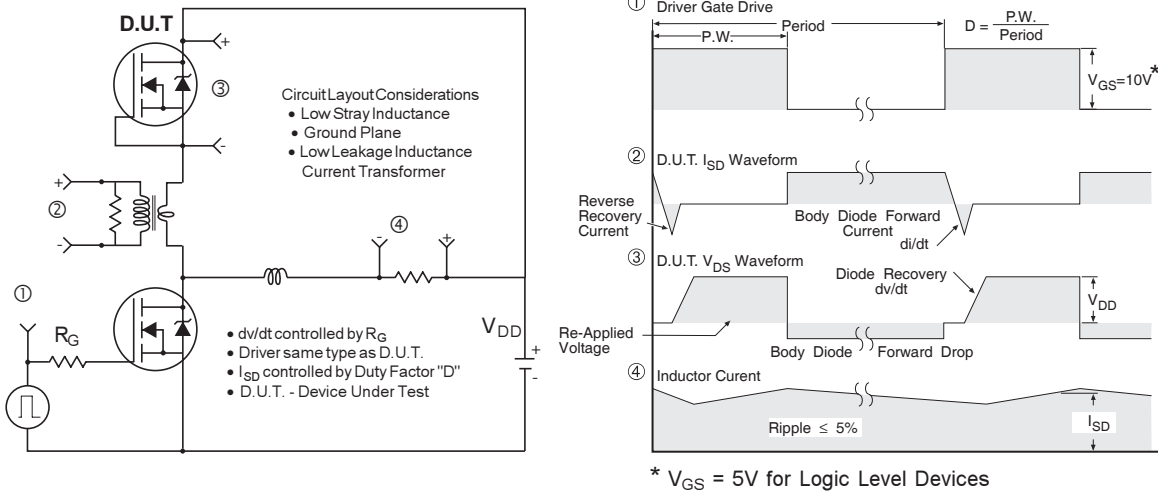 D.U.T
+
③
-
Circuit Layout Considerations
• Low Stray Inductance
• Ground Plane
• Low Leakage Inductance
Current Transformer
+
②
-
④
- +
①
RG
• dv/dt controlled by RG
• Driver same type as D.U.T.
• ISD controlled by Duty Factor "D"
• D.U.T. - Device Under Test
VDD
+
-
① Driver Gate Drive
Period
P.W.
D = P.W.
Period
VGS=10V*
② D.U.T. ISD Waveform
Reverse
Recovery
Current
Body Diode Forward
Current
di/dt
③ D.U.T. VDS Waveform
Diode Recovery
dv/dt
VDD
Re-Applied
Voltage
Body Diode Forward Drop
④ Inductor Curent
Ripple ≤ 5%
ISD
* VGS = 5V for Logic Level Devices